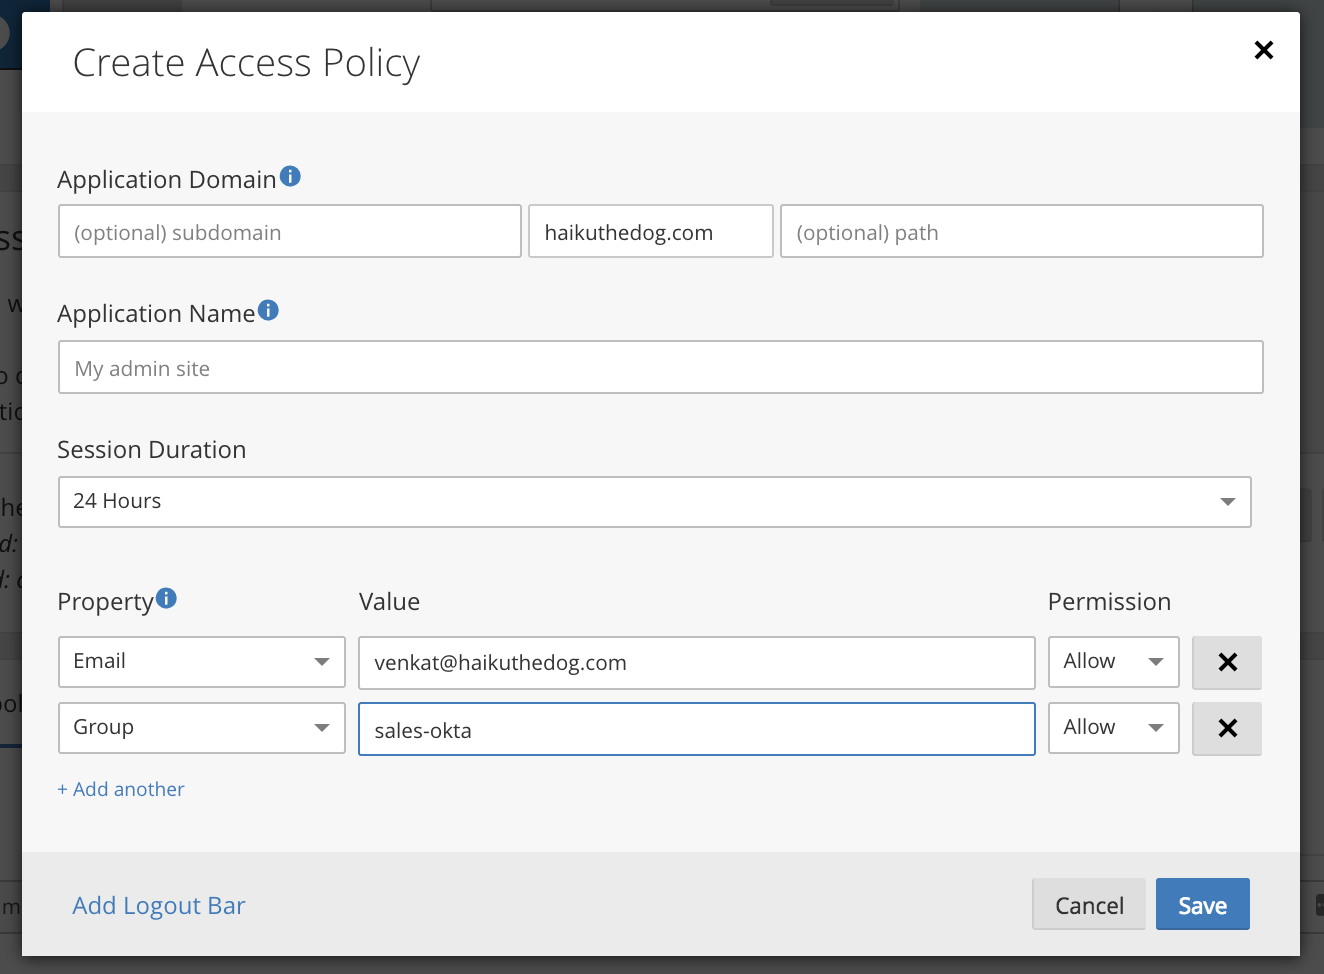 Create Access Policy
Application Domain
(optional) subdomain haikuthedog.com (optional) path
Application Name
My admin site
Session Duration
24 Hours
Property Value Permission
Email venkat@haikuthedog.com Allow
Group sales-okta Allow
+ Add another
Add Logout Bar Cancel Save